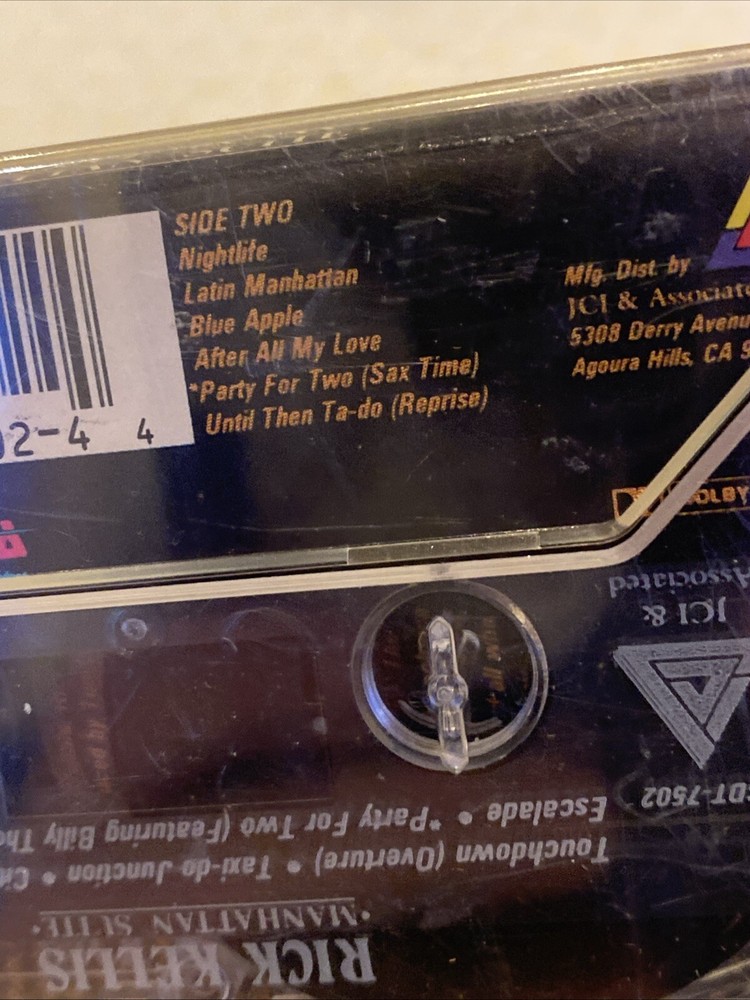 SIDE TWO
Nightlife
Latin Manhattan
Blue Apple
After All My Love
*Party For Two (Sax Time)
Until Then Ta-do (Reprise)
2-4 4
Mfg. Dist. by
JCI & Associate
5308 Derry Avenu
Agoura Hills, CA 9
DOLBY
RICK KELLIS
•MANHATTAN SUITE•
Touchdown (Overture) • Taxi-do Junction •
Escalade • *Party For Two (Featuring Billy
JCI &
Associated
DT-7502